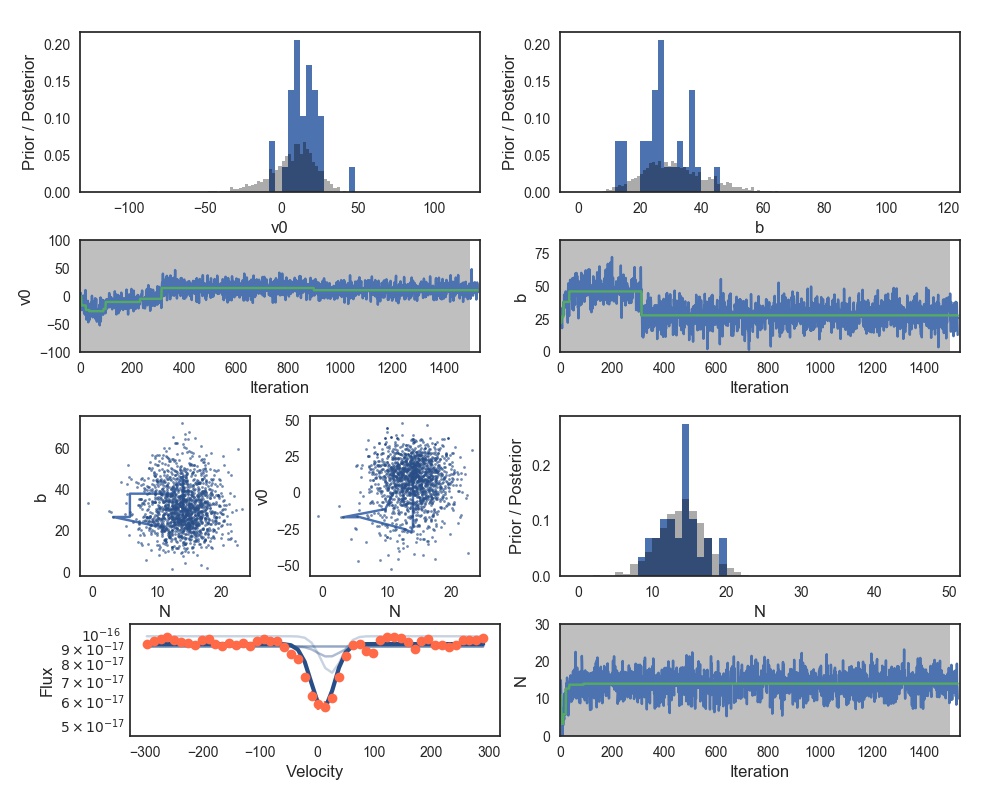 0.20
0.15
0.10
0.05
0.00
Prior / Posterior
−100 −50 0 50 100
v0
0.20
0.15
0.10
0.05
0.00
Prior / Posterior
0 20 40 60 80 100 120
b
100
50
0
−50
−100
v0
0 200 400 600 800 1000 1200 1400
Iteration
75
50
25
0
b
0 200 400 600 800 1000 1200 1400
Iteration
60
40
20
0
b
0 10 20
N
50
25
0
−25
−50
v0
0 10 20
N
0.2
0.1
0.0
Prior / Posterior
0 10 20 30 40 50
N
10⁻¹⁶
9 × 10⁻¹⁷
8 × 10⁻¹⁷
7 × 10⁻¹⁷
6 × 10⁻¹⁷
5 × 10⁻¹⁷
Flux
−300 −200 −100 0 100 200 300
Velocity
30
20
10
0
N
0 200 400 600 800 1000 1200 1400
Iteration